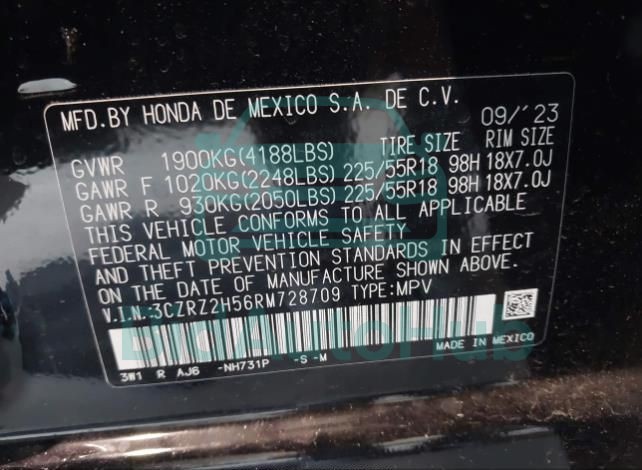 MFD.BY HONDA DE MEXICO S.A. DE C.V.
09/'23
TIRE SIZE RIM SIZE
GVWR 1900KG(4188LBS)
GAWR F 1020KG(2248LBS) 225/55R18 98H 18X7.0J
GAWR R 930KG(2050LBS) 225/55R18 98H 18X7.0J
THIS VEHICLE CONFORMS TO ALL APPLICABLE
FEDERAL MOTOR VEHICLE SAFETY
AND THEFT PREVENTION STANDARDS IN EFFECT
ON THE DATE OF MANUFACTURE SHOWN ABOVE.
V.I.N.:3CZRZ2H56RM728709 TYPE:MPV
BidAutoHub
MADE IN MEXICO
3W1 R AJ6 -NH731P -S -M